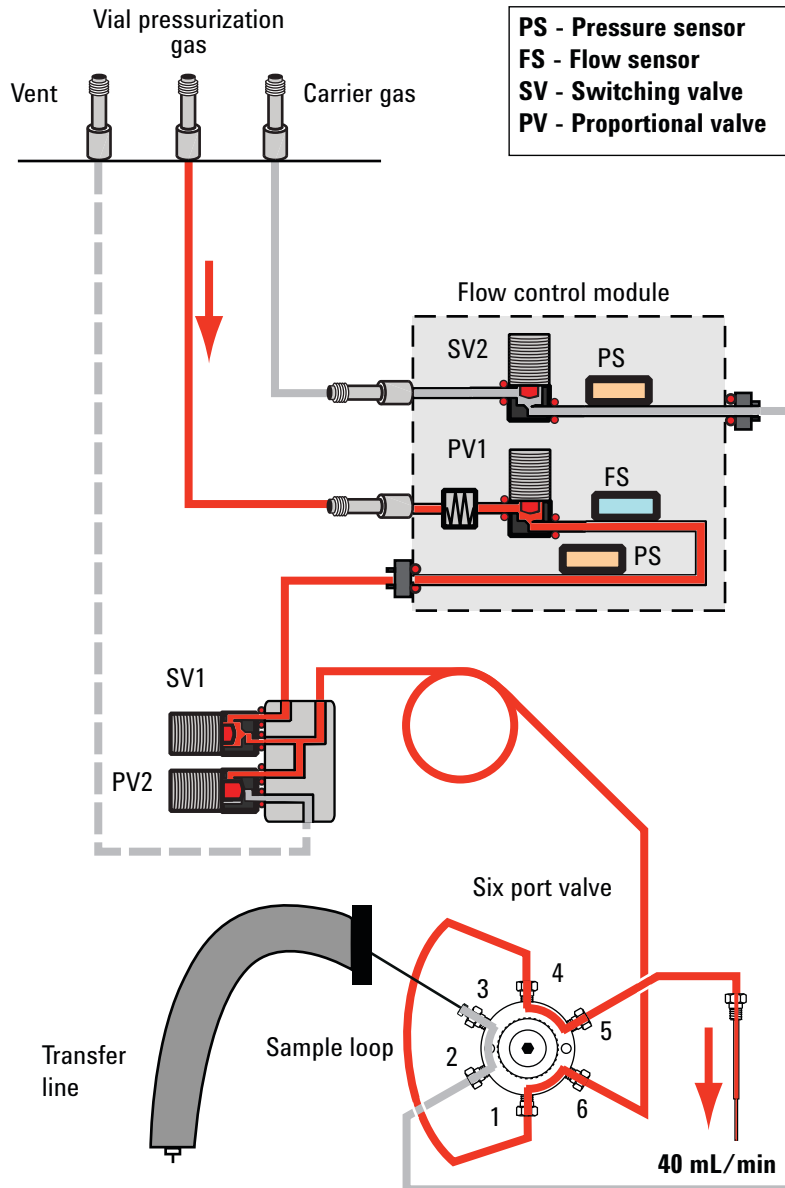 Vial pressurization
gas
Vent
Carrier gas
PS - Pressure sensor
FS - Flow sensor
SV - Switching valve
PV - Proportional valve
Flow control module
SV2
PS
PV1
FS
PS
SV1
PV2
Six port valve
3
4
5
Transfer
line
Sample loop
2
1
6
40 mL/min